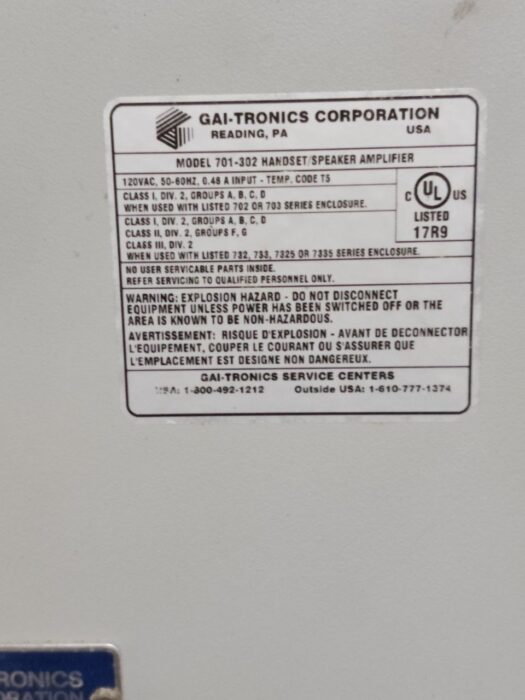 GAI-TRONICS CORPORATION
READING, PA USA
MODEL 701-302 HANDSET/SPEAKER AMPLIFIER
120VAC, 50-60HZ, 0.48 A INPUT - TEMP. CODE T5
CLASS I, DIV. 2, GROUPS A, B, C, D
WHEN USED WITH LISTED 702 OR 703 SERIES ENCLOSURE.
CLASS I, DIV. 2, GROUPS A, B, C, D
CLASS II, DIV. 2, GROUPS F, G
CLASS III, DIV. 2
WHEN USED WITH LISTED 732, 733, 7325 OR 7335 SERIES ENCLOSURE.
C UL US
LISTED
17R9
NO USER SERVICABLE PARTS INSIDE.
REFER SERVICING TO QUALIFIED PERSONNEL ONLY.
WARNING: EXPLOSION HAZARD - DO NOT DISCONNECT
EQUIPMENT UNLESS POWER HAS BEEN SWITCHED OFF OR THE
AREA IS KNOWN TO BE NON-HAZARDOUS.
AVERTISSEMENT: RISQUE D'EXPLOSION - AVANT DE DECONNECTOR
L'EQUIPEMENT, COUPER LE COURANT OU S'ASSURER QUE
L'EMPLACEMENT EST DESIGNE NON DANGEREUX.
GAI-TRONICS SERVICE CENTERS
USA: 1-800-492-1212 Outside USA: 1-610-777-1374
RONICS
ORATION